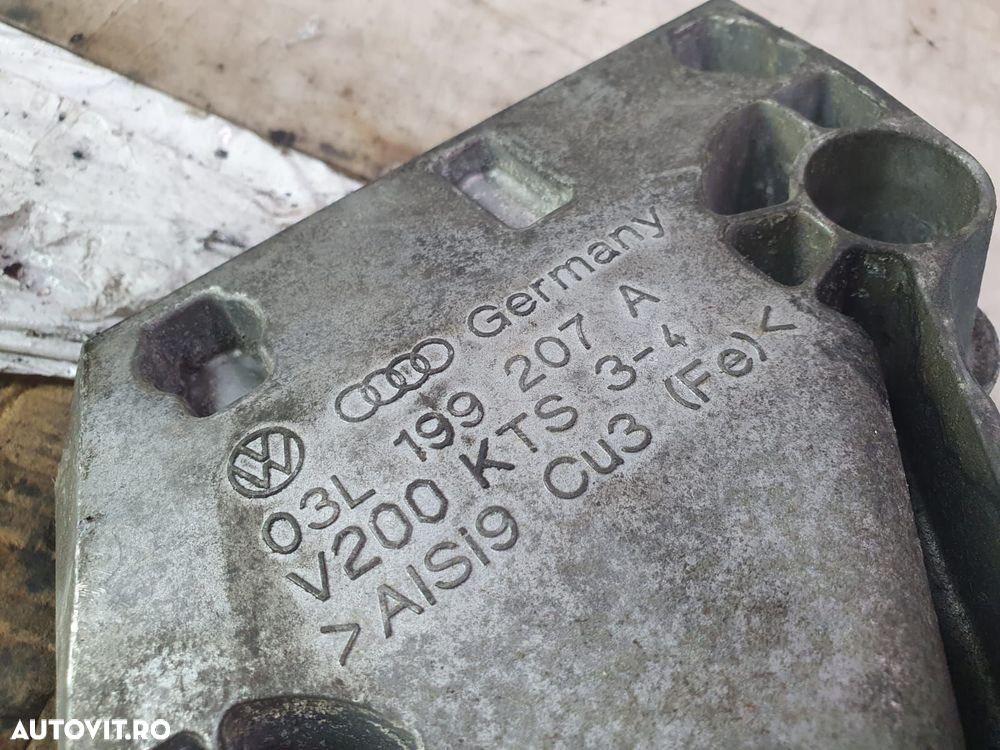 Germany
03L 199 207 A
V200 KTS 3-4
>AlSi9 Cu3 (Fe)<
AUTOVIT.RO